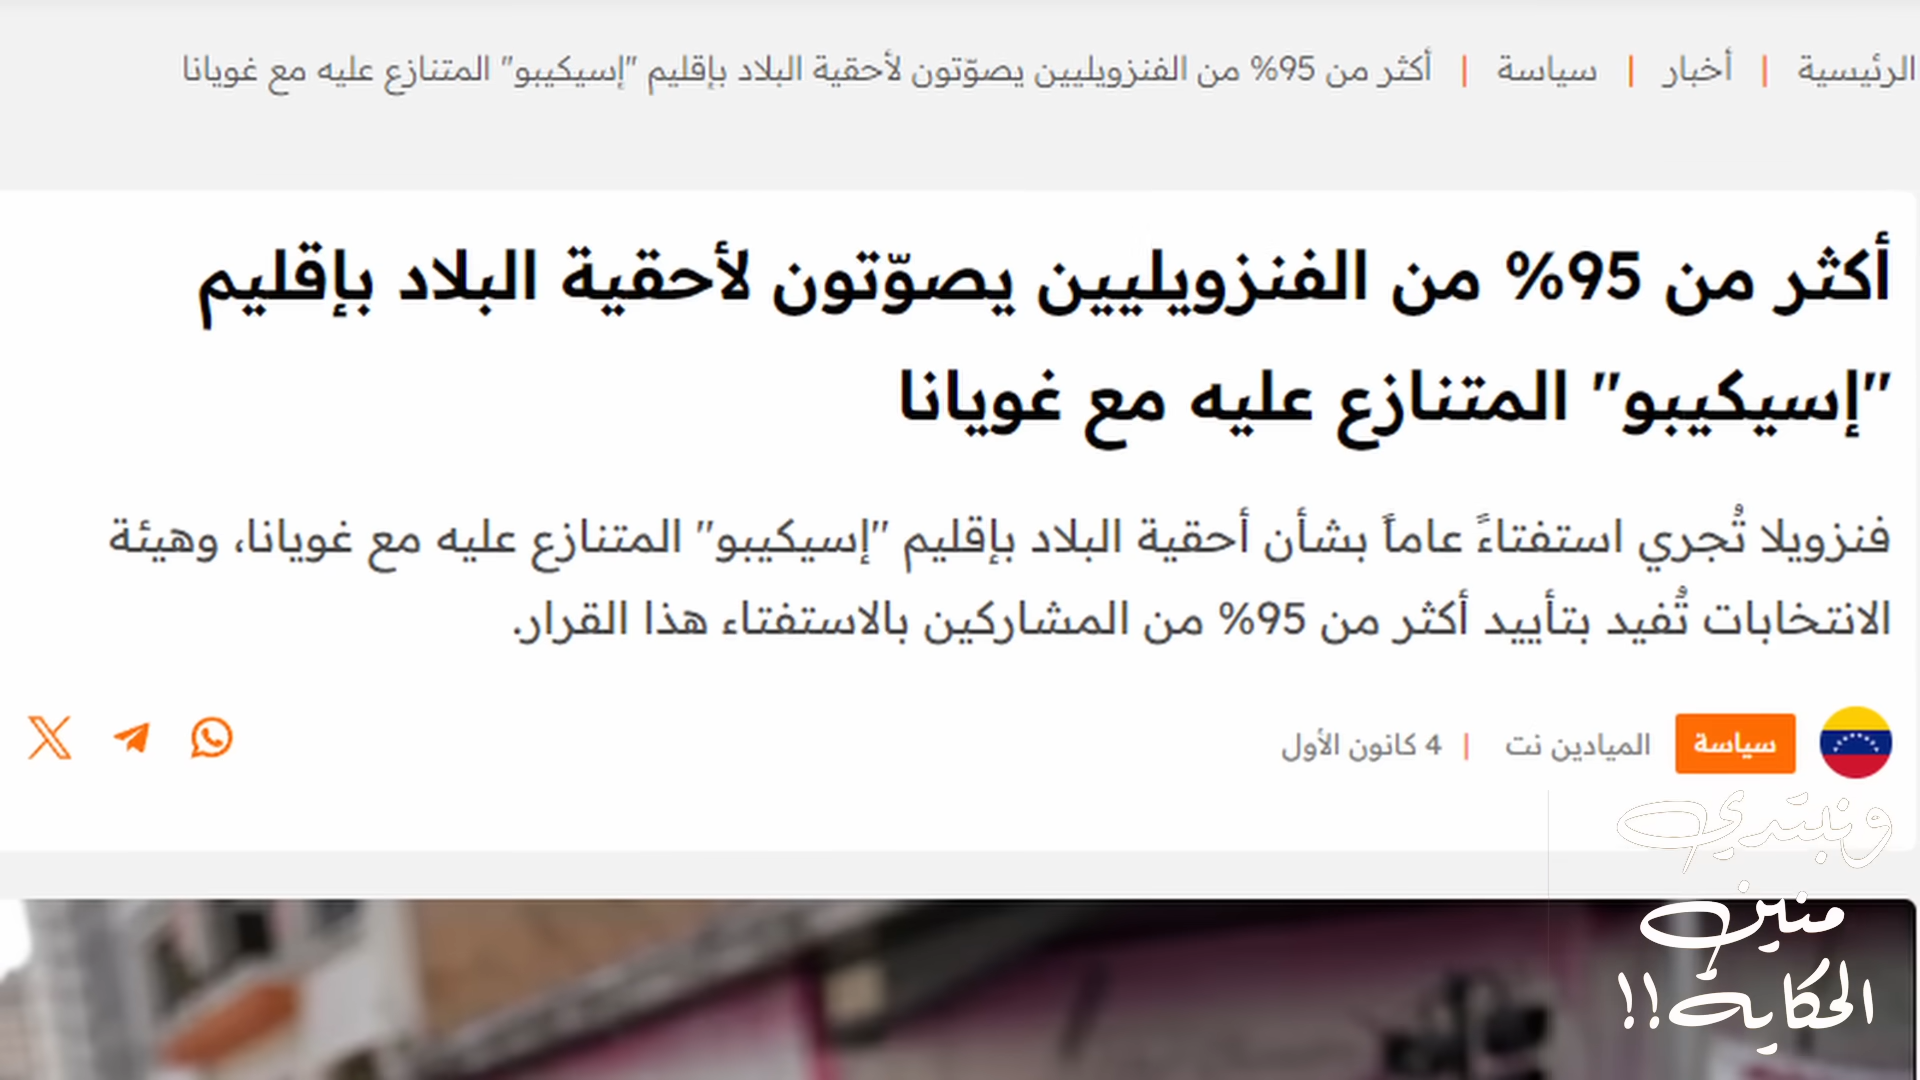 الرئيسية | أخبار | سياسة | أكثر من 95% من الفنزويليين يصوّتون لأحقية البلاد بإقليم "إسيكيبو" المتنازع عليه مع غويانا
أكثر من 95% من الفنزويليين يصوّتون لأحقية البلاد بإقليم
"إسيكيبو" المتنازع عليه مع غويانا
فنزويلا تُجري استفتاءً عاماً بشأن أحقية البلاد بإقليم "إسيكيبو" المتنازع عليه مع غويانا، وهيئة
الانتخابات تُفيد بتأييد أكثر من 95% من المشاركين بالاستفتاء هذا القرار.
سياسة الميادين نت | 4 كانون الأول
ونبتدي
منين
الحكاية!!